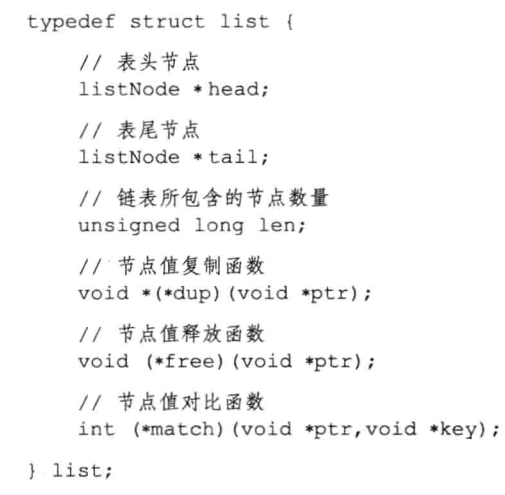 typedef struct list {
// 表头节点
listNode *head;
// 表尾节点
listNode *tail;
// 链表所包含的节点数量
unsigned long len;
// 节点值复制函数
void *(*dup)(void *ptr);
// 节点值释放函数
void (*free)(void *ptr);
// 节点值对比函数
int (*match)(void *ptr,void *key);
} list;